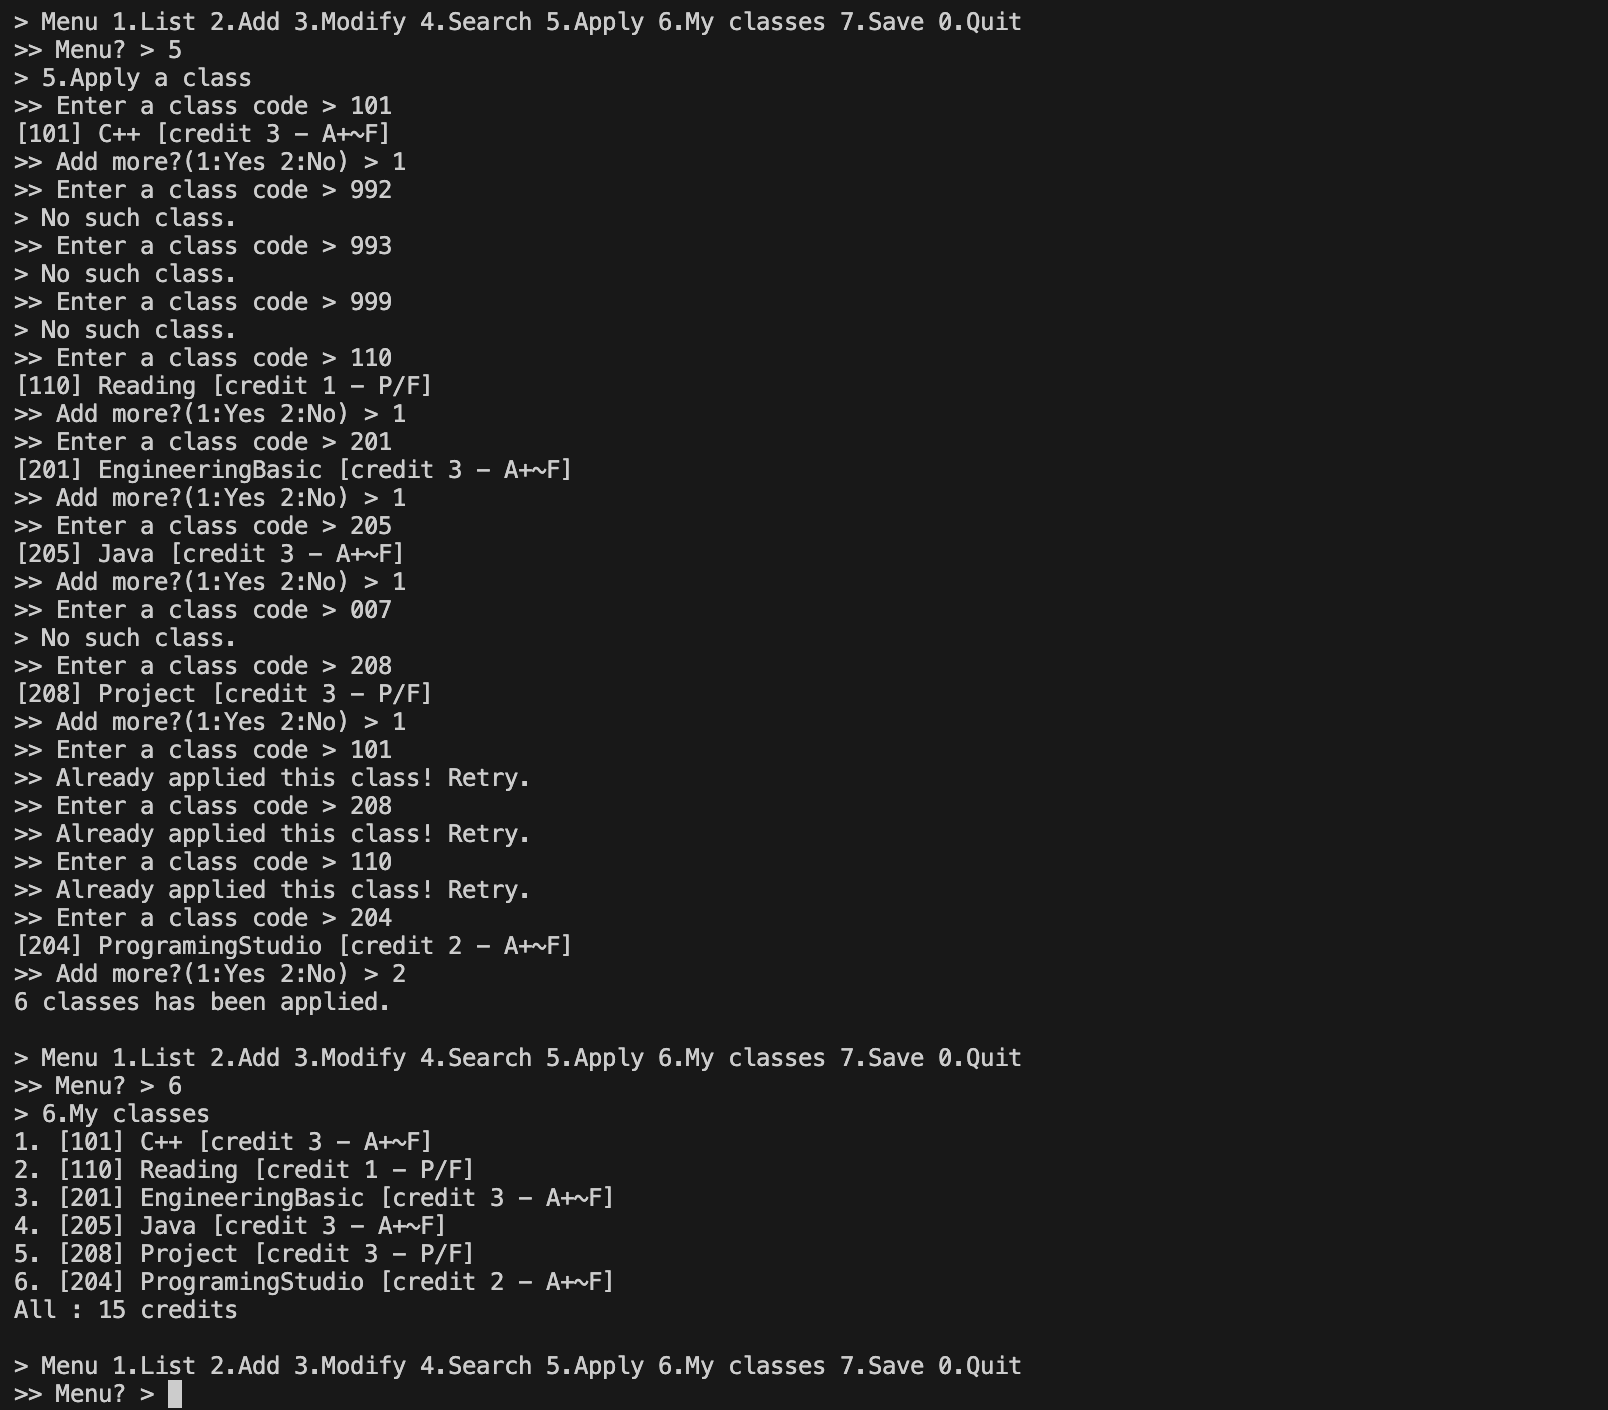 > Menu 1.List 2.Add 3.Modify 4.Search 5.Apply 6.My classes 7.Save 0.Quit
>> Menu? > 5
> 5.Apply a class
>> Enter a class code > 101
[101] C++ [credit 3 - A+~F]
>> Add more?(1:Yes 2:No) > 1
>> Enter a class code > 992
> No such class.
>> Enter a class code > 993
> No such class.
>> Enter a class code > 999
> No such class.
>> Enter a class code > 110
[110] Reading [credit 1 - P/F]
>> Add more?(1:Yes 2:No) > 1
>> Enter a class code > 201
[201] EngineeringBasic [credit 3 - A+~F]
>> Add more?(1:Yes 2:No) > 1
>> Enter a class code > 205
[205] Java [credit 3 - A+~F]
>> Add more?(1:Yes 2:No) > 1
>> Enter a class code > 007
> No such class.
>> Enter a class code > 208
[208] Project [credit 3 - P/F]
>> Add more?(1:Yes 2:No) > 1
>> Enter a class code > 101
>> Already applied this class! Retry.
>> Enter a class code > 208
>> Already applied this class! Retry.
>> Enter a class code > 110
>> Already applied this class! Retry.
>> Enter a class code > 204
[204] ProgramingStudio [credit 2 - A+~F]
>> Add more?(1:Yes 2:No) > 2
6 classes has been applied.

> Menu 1.List 2.Add 3.Modify 4.Search 5.Apply 6.My classes 7.Save 0.Quit
>> Menu? > 6
> 6.My classes
1. [101] C++ [credit 3 - A+~F]
2. [110] Reading [credit 1 - P/F]
3. [201] EngineeringBasic [credit 3 - A+~F]
4. [205] Java [credit 3 - A+~F]
5. [208] Project [credit 3 - P/F]
6. [204] ProgramingStudio [credit 2 - A+~F]
All : 15 credits

> Menu 1.List 2.Add 3.Modify 4.Search 5.Apply 6.My classes 7.Save 0.Quit
>> Menu? >